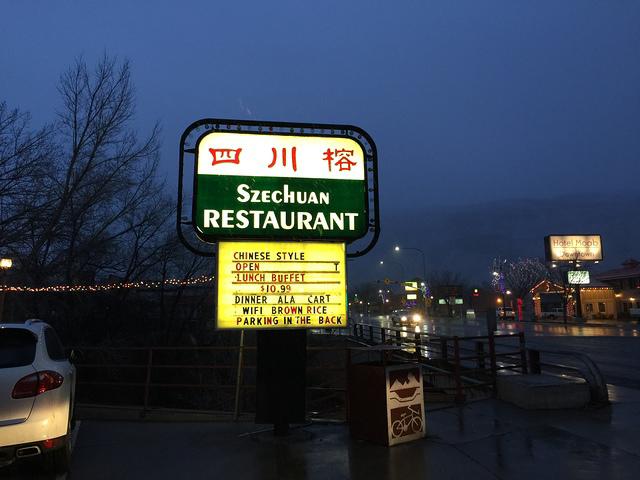 四川榕
Szechuan
RESTAURANT
CHINESE STYLE
OPEN
LUNCH BUFFET
$10.99
DINNER ALA CART
WIFI BROWN RICE
PARKING IN THE BACK
Hotel Moab
Downtown